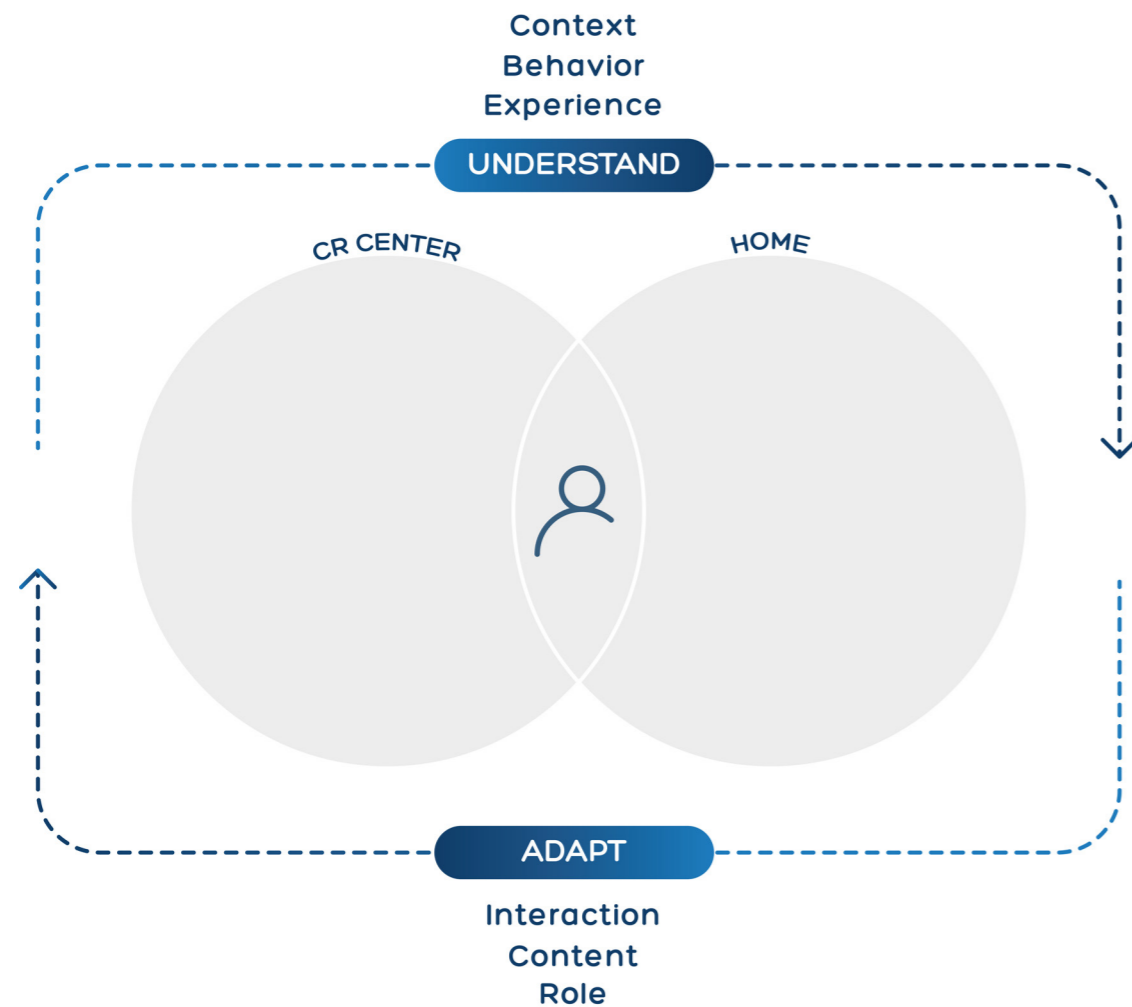 Context
Behavior
Experience
UNDERSTAND
CR CENTER
HOME
ADAPT
Interaction
Content
Role